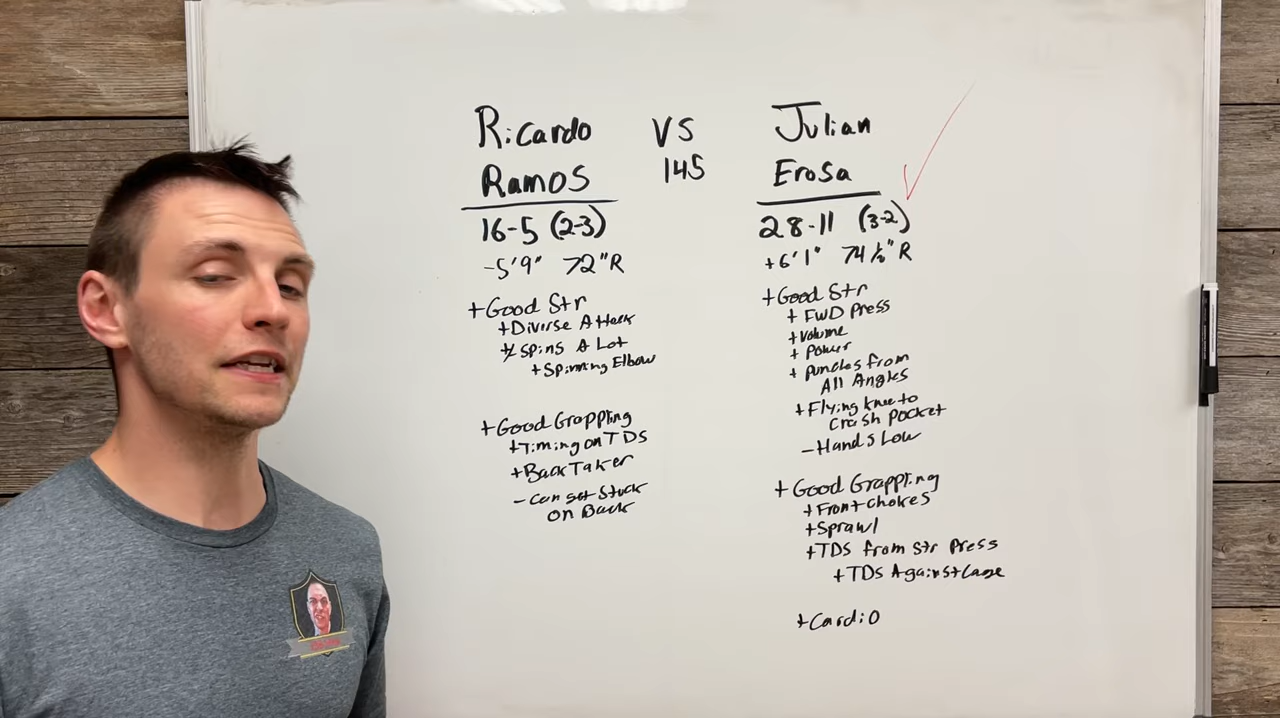 Ricardo
Ramos
16-5 (2-3)
-5'9" 72"R
+Good Str
+Diverse Attack
+/- Spins A Lot
+Spinning Elbow
+Good Grappling
+Timing on TDS
+Back Taker
-Can get Stuck
on Back
VS
145
Julian
Erosa
28-11 (3-2)
+6'1" 74 1/2" R
+Good Str
+ FWD Press
+Volume
+ Power
+ Punches from
All Angles
+Flying knee to
Crash Pocket
-Hands Low
+Good Grappling
+Front chokes
+Sprawl
+TDS from Str Press
+TDS Against Cage
+Cardio